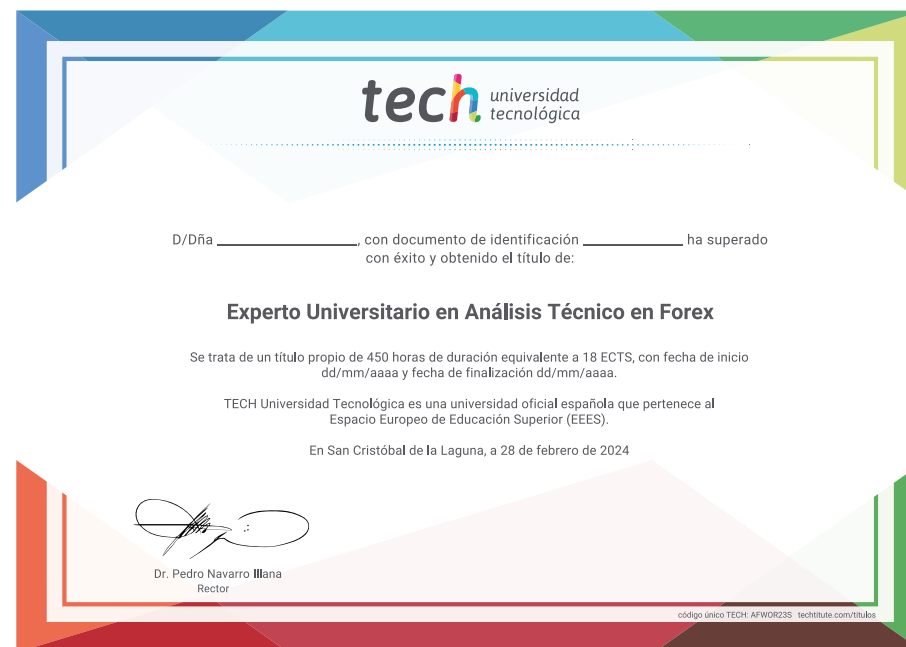 tech universidad
tecnológica
D/Dña ____________________, con documento de identificación ______________ ha superado
con éxito y obtenido el título de:
Experto Universitario en Análisis Técnico en Forex
Se trata de un título propio de 450 horas de duración equivalente a 18 ECTS, con fecha de inicio
dd/mm/aaaa y fecha de finalización dd/mm/aaaa.
TECH Universidad Tecnológica es una universidad oficial española que pertenece al
Espacio Europeo de Educación Superior (EEES).
En San Cristóbal de la Laguna, a 28 de febrero de 2024
Dr. Pedro Navarro Illana
Rector
código único TECH: AFWOR23S techtitute.com/titulos